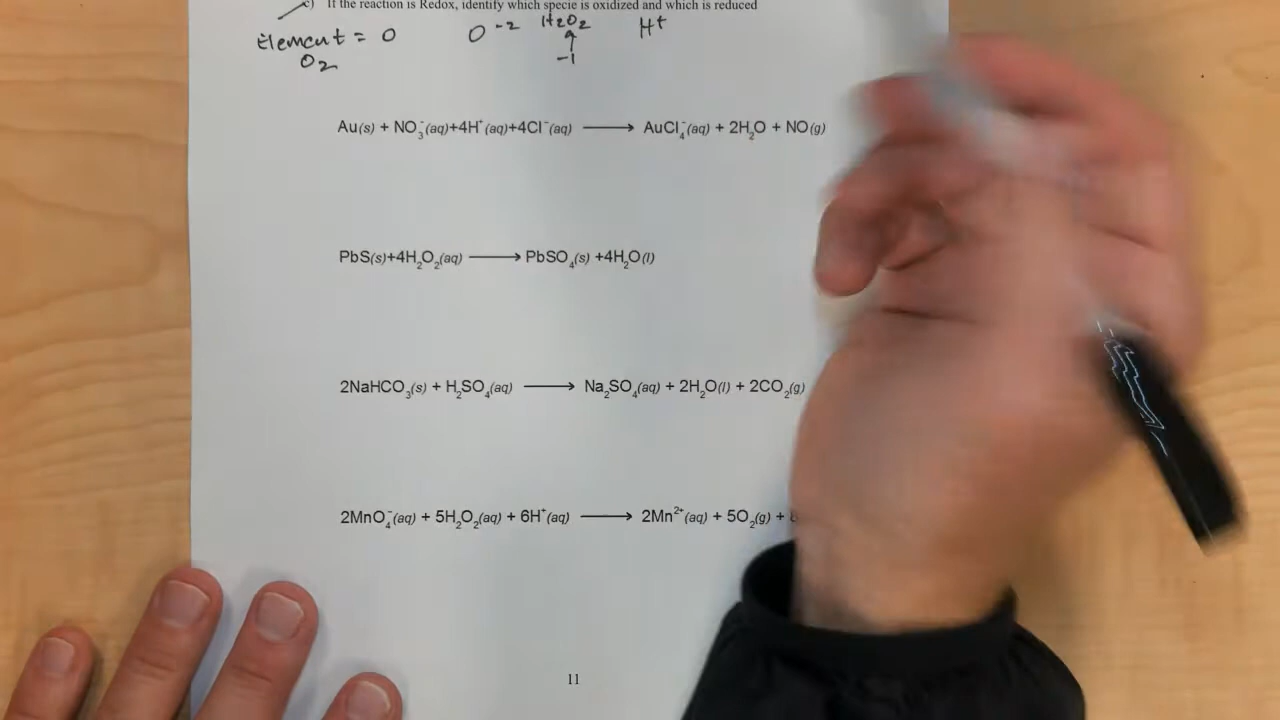 c) If the reaction is Redox, identify which specie is oxidized and which is reduced
Element = 0 O⁻² H₂O₂ H⁺
O₂ -1
Au(s) + NO₃⁻(aq)+4H⁺(aq)+4Cl⁻(aq) ⟶ AuCl₄⁻(aq) + 2H₂O + NO(g)
PbS(s)+4H₂O₂(aq) ⟶ PbSO₄(s) +4H₂O(l)
2NaHCO₃(s) + H₂SO₄(aq) ⟶ Na₂SO₄(aq) + 2H₂O(l) + 2CO₂(g)
2MnO₄⁻(aq) + 5H₂O₂(aq) + 6H⁺(aq) ⟶ 2Mn²⁺(aq) + 5O₂(g) +
11